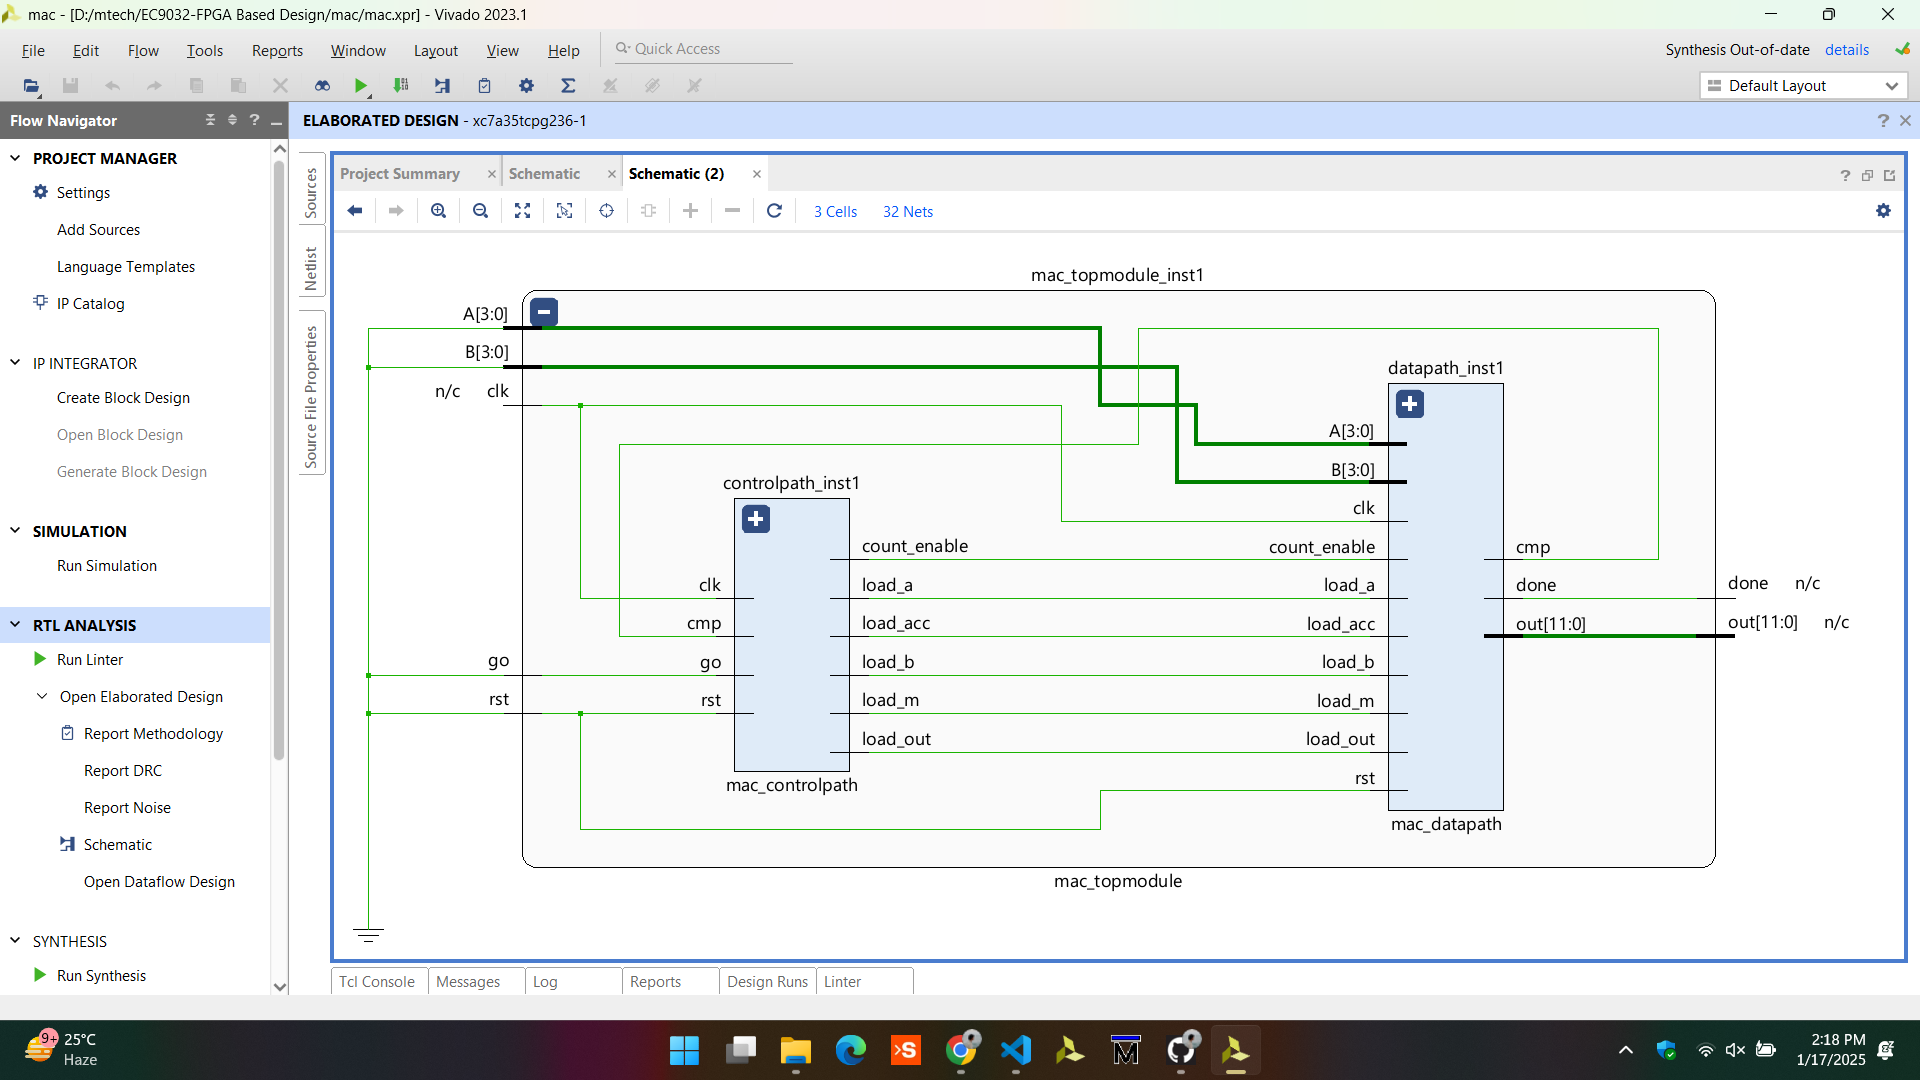 mac - [D:/mtech/EC9032-FPGA Based Design/mac/mac.xpr] - Vivado 2023.1
File Edit Flow Tools Reports Window Layout View Help Quick Access
Synthesis Out-of-date details
Default Layout
Flow Navigator
ELABORATED DESIGN - xc7a35tcpg236-1
PROJECT MANAGER
Settings
Add Sources
Language Templates
IP Catalog
IP INTEGRATOR
Create Block Design
Open Block Design
Generate Block Design
SIMULATION
Run Simulation
RTL ANALYSIS
Run Linter
Open Elaborated Design
Report Methodology
Report DRC
Report Noise
Schematic
Open Dataflow Design
SYNTHESIS
Run Synthesis
Sources
Netlist
Source File Properties
Project Summary Schematic Schematic (2)
3 Cells 32 Nets
mac_topmodule_inst1
A[3:0]
B[3:0]
n/c clk
go
rst
controlpath_inst1
clk
cmp
go
rst
count_enable
load_a
load_acc
load_b
load_m
load_out
mac_controlpath
datapath_inst1
A[3:0]
B[3:0]
clk
count_enable
load_a
load_acc
load_b
load_m
load_out
rst
cmp
done
out[11:0]
mac_datapath
done n/c
out[11:0] n/c
mac_topmodule
Tcl Console Messages Log Reports Design Runs Linter
9+
25°C
Haze
2:18 PM
1/17/2025